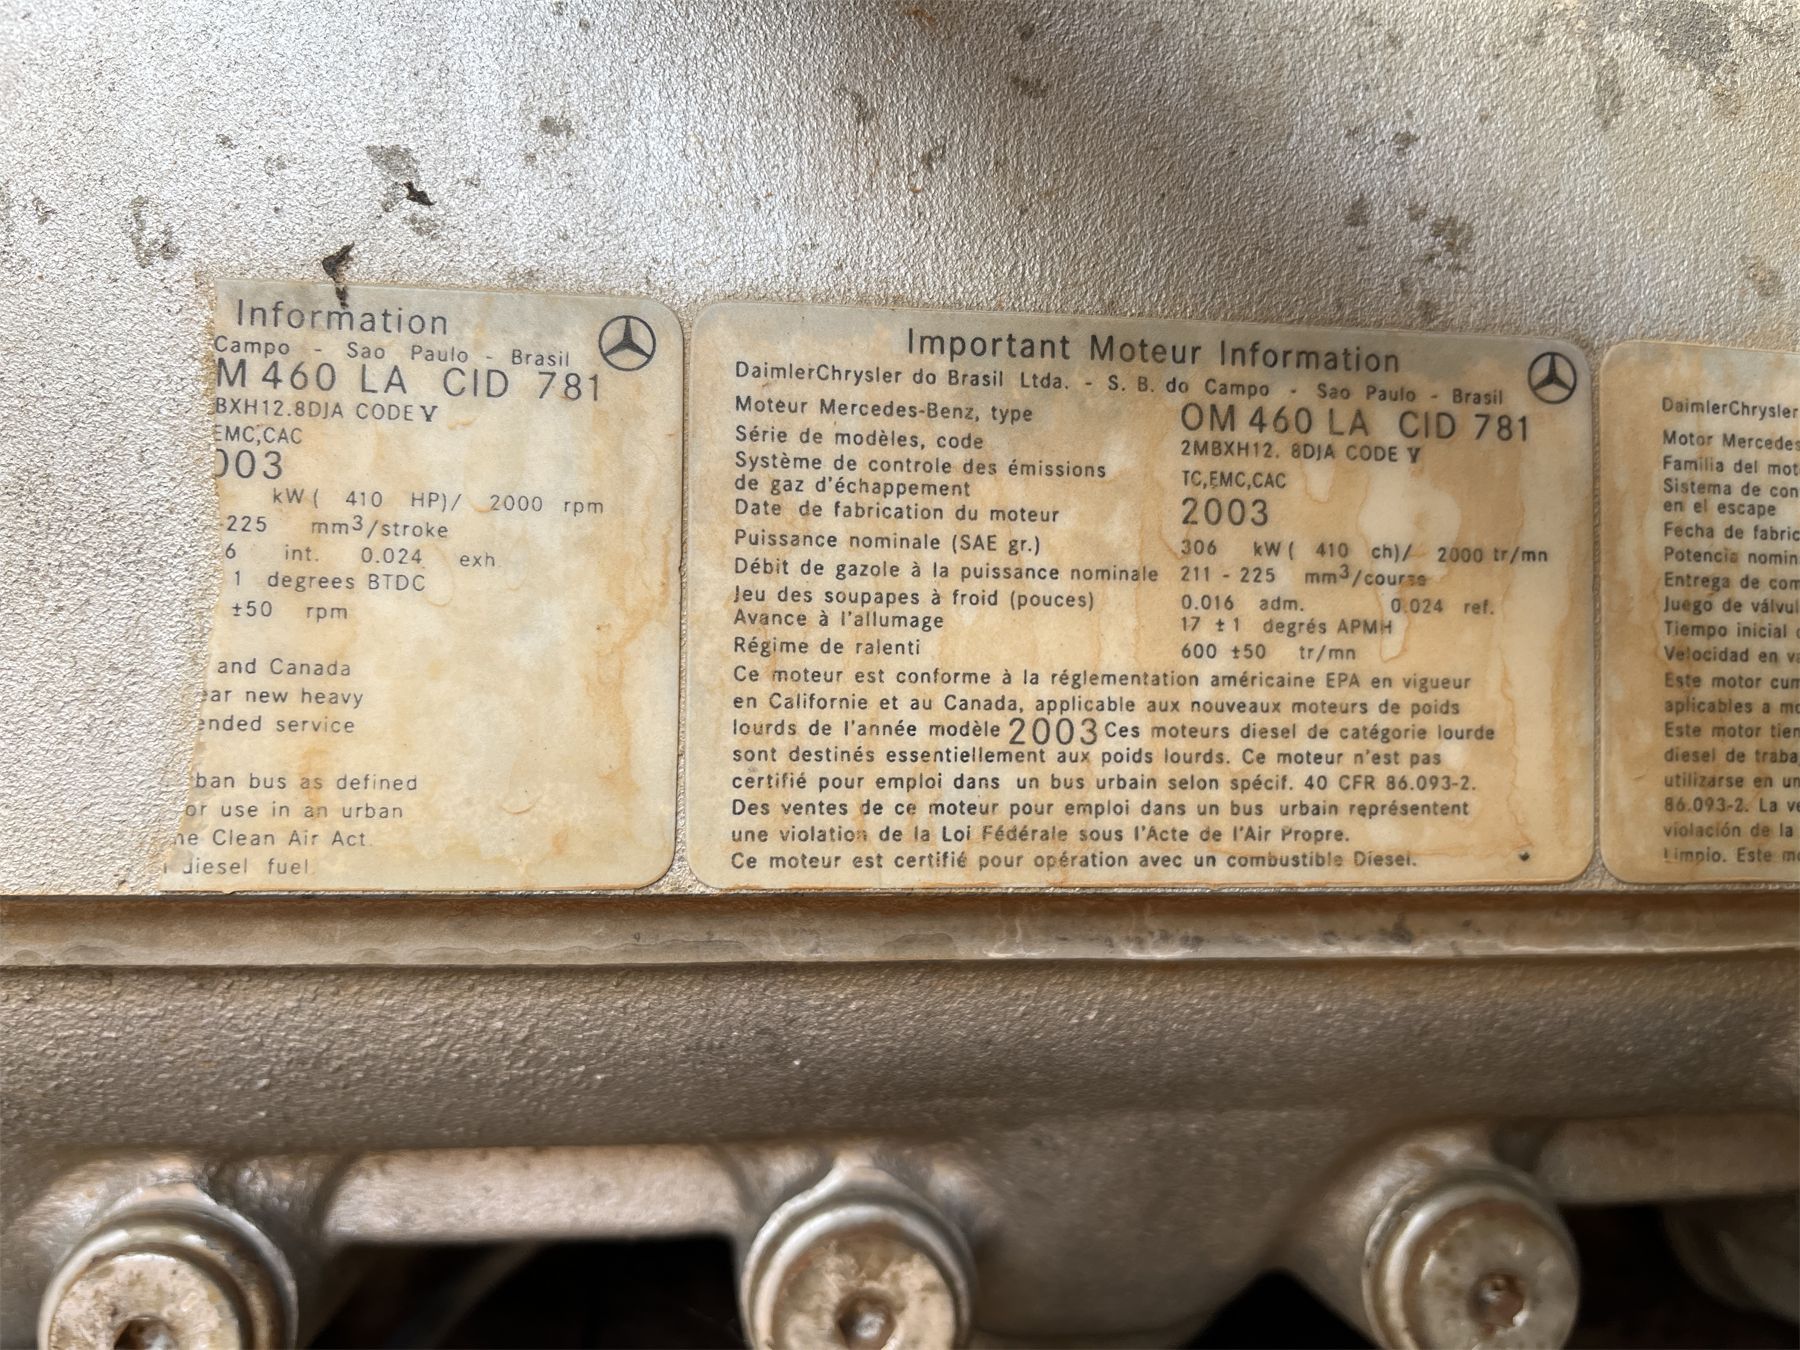 Information
Campo - Sao Paulo - Brasil
M 460 LA CID 781
BXH12.8DJA CODE V
EMC,CAC
003
kW ( 410 HP)/ 2000 rpm
-225 mm³/stroke
6 int. 0.024 exh.
1 degrees BTDC
±50 rpm
and Canada
ear new heavy
ended service
ban bus as defined
or use in an urban
he Clean Air Act.
diesel fuel.
Important Moteur Information
DaimlerChrysler do Brasil Ltda. - S. B. do Campo - Sao Paulo - Brasil
Moteur Mercedes-Benz, type OM 460 LA CID 781
Série de modèles, code 2MBXH12. 8DJA CODE V
Système de controle des émissions
de gaz d'échappement TC,EMC,CAC
Date de fabrication du moteur 2003
Puissance nominale (SAE gr.) 306 kW ( 410 ch)/ 2000 tr/mn
Débit de gazole à la puissance nominale 211 - 225 mm³/course
Jeu des soupapes à froid (pouces) 0.016 adm. 0.024 ref.
Avance à l'allumage 17 ±1 degrés APMH
Régime de ralenti 600 ±50 tr/mn
Ce moteur est conforme à la réglementation américaine EPA en vigueur
en Californie et au Canada, applicable aux nouveaux moteurs de poids
lourds de l'année modèle 2003 Ces moteurs diesel de catégorie lourde
sont destinés essentiellement aux poids lourds. Ce moteur n'est pas
certifié pour emploi dans un bus urbain selon spécif. 40 CFR 86.093-2.
Des ventes de ce moteur pour emploi dans un bus urbain représentent
une violation de la Loi Fédérale sous l'Acte de l'Air Propre.
Ce moteur est certifié pour opération avec un combustible Diesel.
DaimlerChrysler
Motor Mercedes
Familia del mot
Sistema de con
en el escape
Fecha de fabric
Potencia nomin
Entrega de com
Juego de válvul
Tiempo inicial
Velocidad en va
Este motor cum
aplicables a mo
Este motor tien
diesel de traba
utilizarse en un
86.093-2. La ve
violación de la
Limpio. Este mo